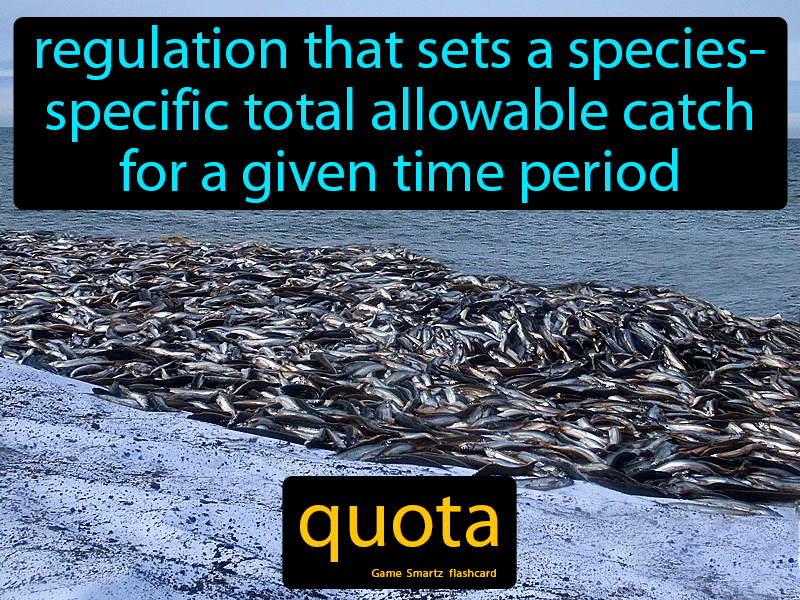 regulation that sets a species-
specific total allowable catch
for a given time period
quota
Game Smartz flashcard